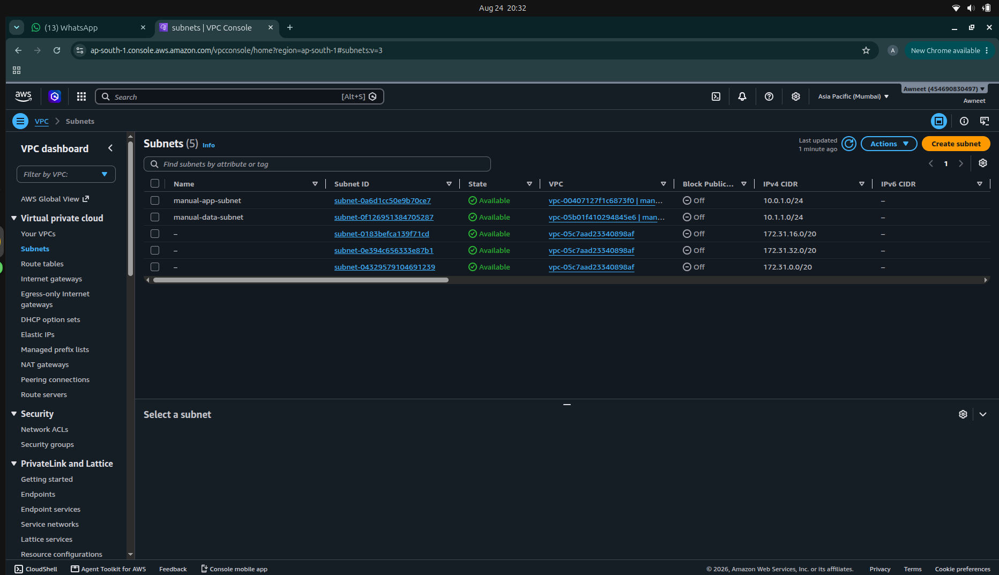 Aug 24 20:32
(13) WhatsApp
subnets | VPC Console
ap-south-1.console.aws.amazon.com/vpcconsole/home?region=ap-south-1#subnets:v=3
A
New Chrome available
aws
Search
[Alt+S]
Asia Pacific (Mumbai)
Awneet (454690830497)
Awneet
VPC
Subnets
VPC dashboard
Filter by VPC:
AWS Global View
Virtual private cloud
Your VPCs
Subnets
Route tables
Internet gateways
Egress-only Internet
gateways
DHCP option sets
Elastic IPs
Managed prefix lists
NAT gateways
Peering connections
Route servers
Security
Network ACLs
Security groups
PrivateLink and Lattice
Getting started
Endpoints
Endpoint services
Service networks
Lattice services
Resource configurations
Subnets (5) Info
Last updated
1 minute ago
Actions
Create subnet
Find subnets by attribute or tag
1
Name Subnet ID State VPC Block Public... IPv4 CIDR IPv6 CIDR
manual-app-subnet subnet-0a6d1cc50e9b70ce7 Available vpc-00407127f1c6873f0 | man... Off 10.0.1.0/24 –
manual-data-subnet subnet-0f126951384705287 Available vpc-05b01f410294845e6 | man... Off 10.1.1.0/24 –
– subnet-0183befca139f71cd Available vpc-05c7aad23340898af Off 172.31.16.0/20 –
– subnet-0e394c656333e87b1 Available vpc-05c7aad23340898af Off 172.31.32.0/20 –
– subnet-04329579104691239 Available vpc-05c7aad23340898af Off 172.31.0.0/20 –
Select a subnet
CloudShell
Agent Toolkit for AWS
Feedback
Console mobile app
© 2026, Amazon Web Services, Inc. or its affiliates.
Privacy
Terms
Cookie preferences